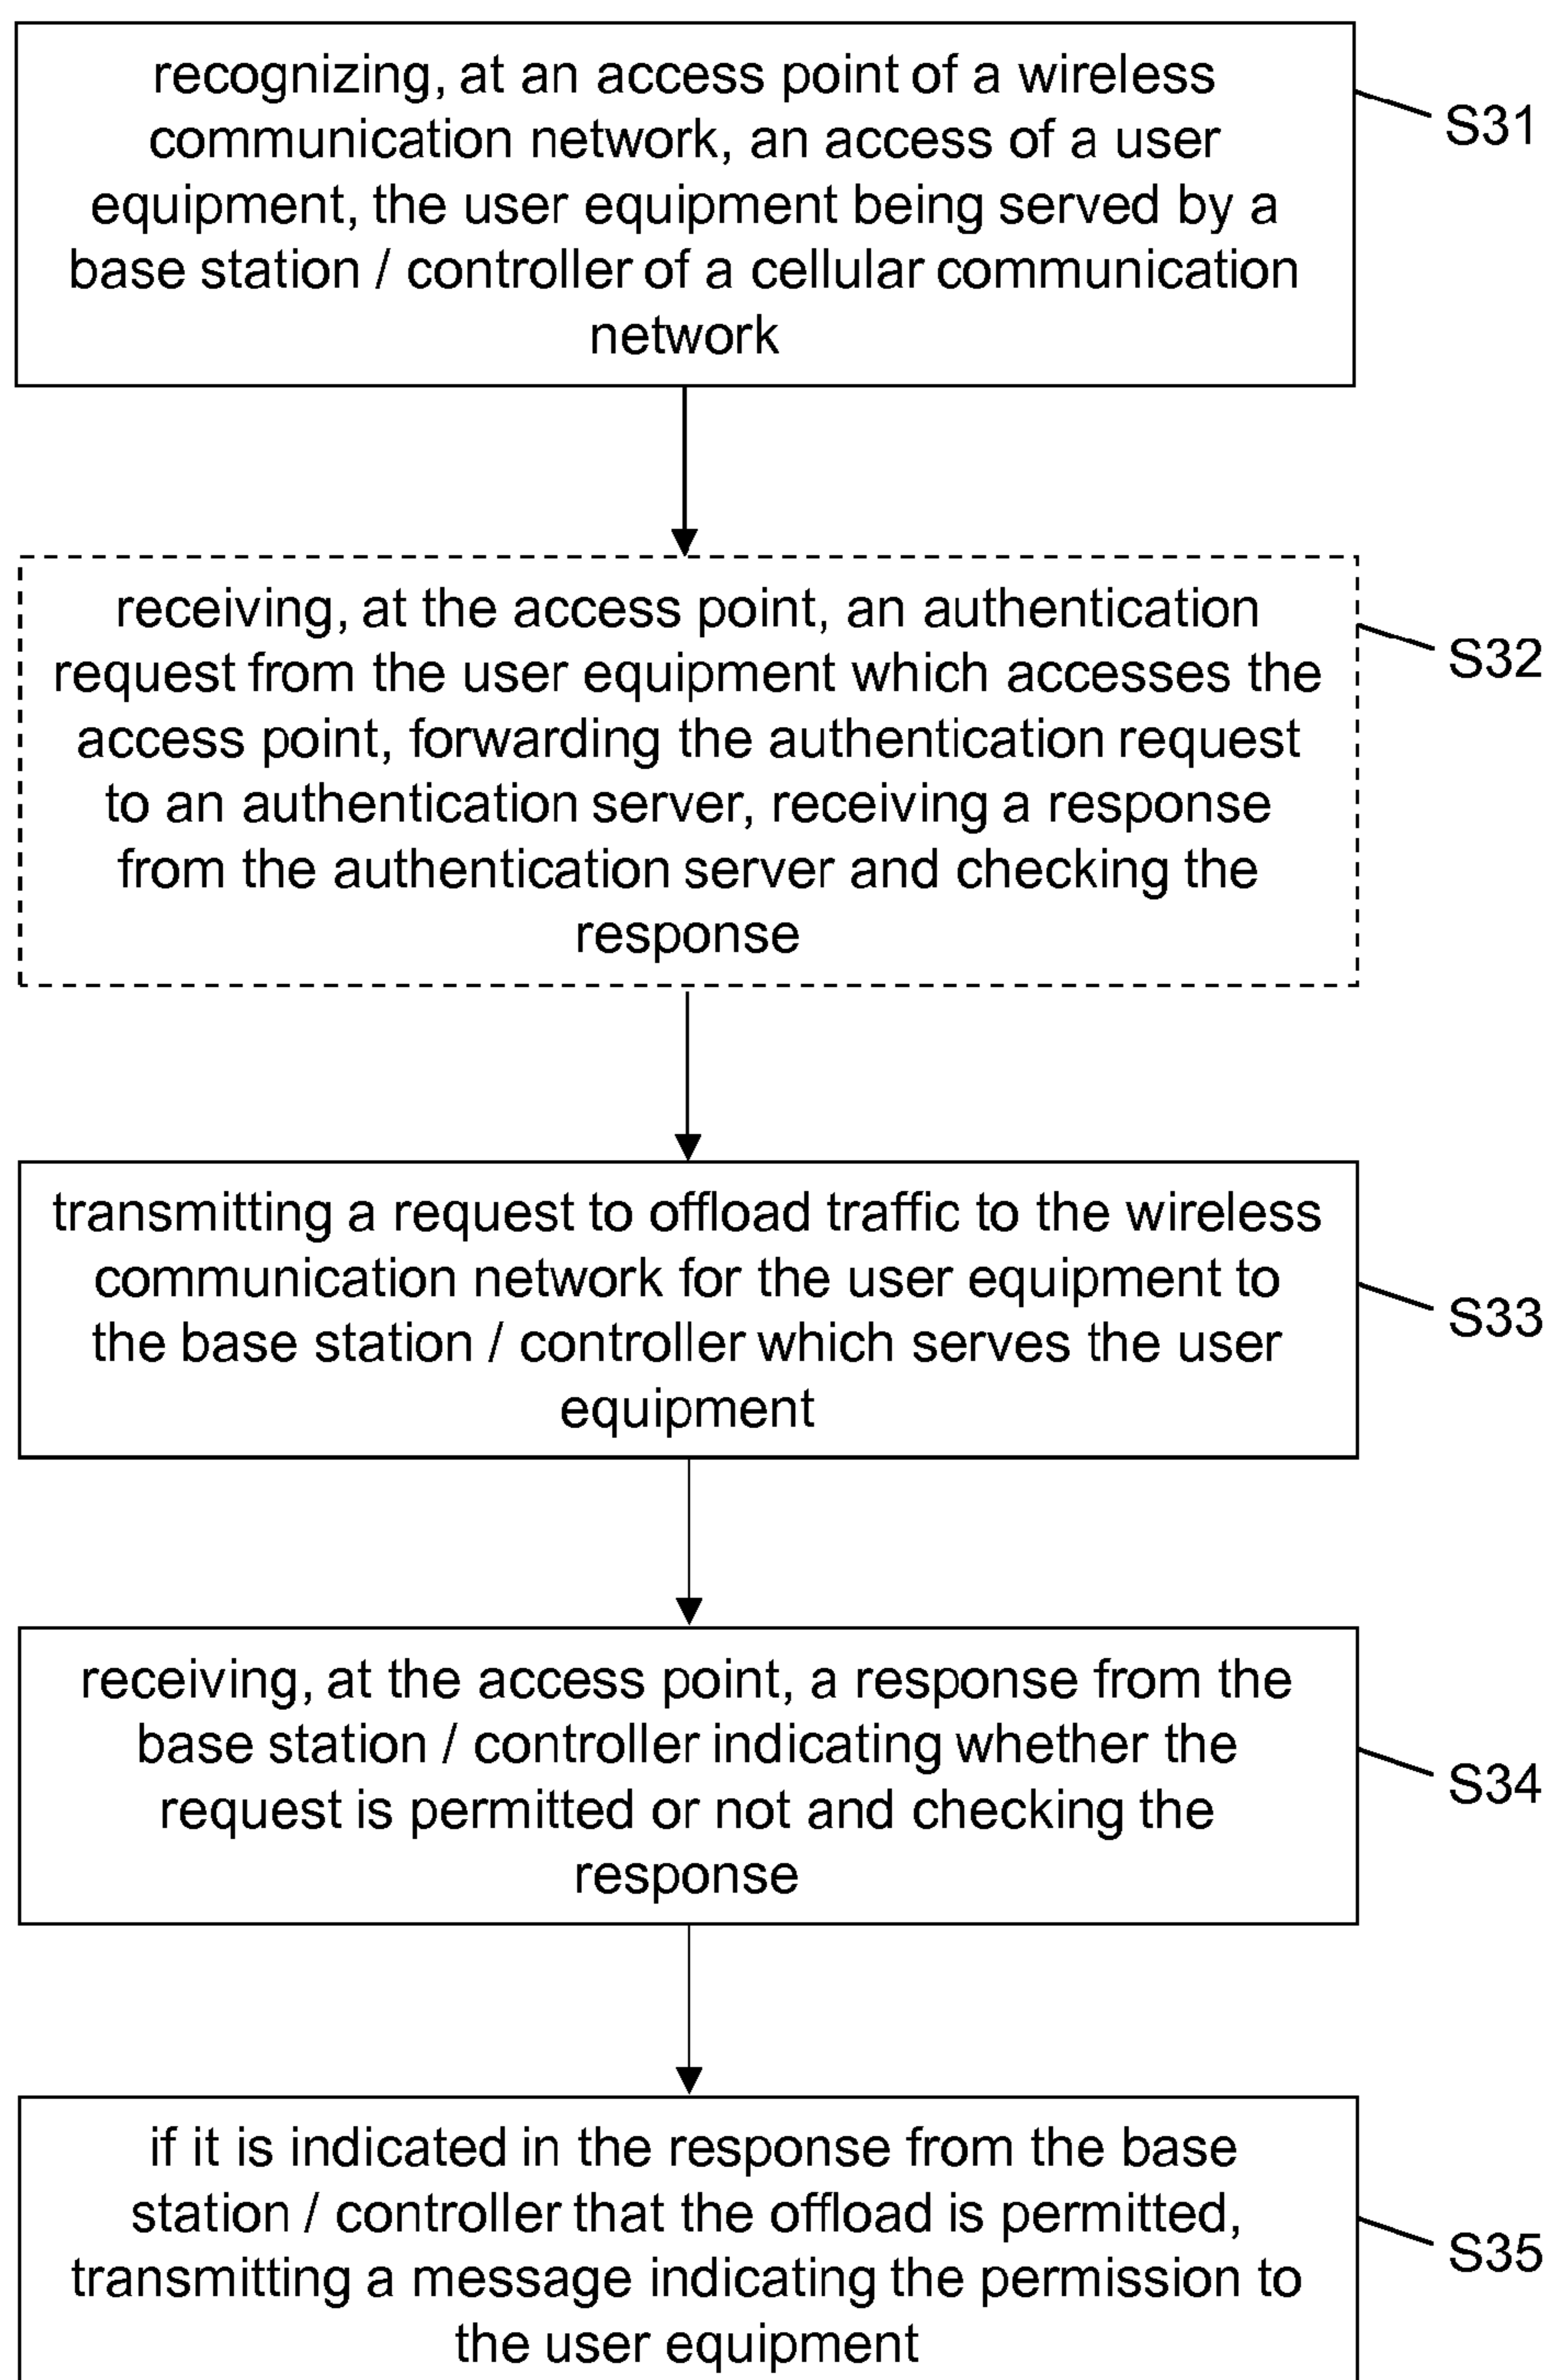 recognizing, at an access point of a wireless
communication network, an access of a user
equipment, the user equipment being served by a
base station / controller of a cellular communication
network
S31
receiving, at the access point, an authentication
request from the user equipment which accesses the
access point, forwarding the authentication request
to an authentication server, receiving a response
from the authentication server and checking the
response
S32
transmitting a request to offload traffic to the wireless
communication network for the user equipment to
the base station / controller which serves the user
equipment
S33
receiving, at the access point, a response from the
base station / controller indicating whether the
request is permitted or not and checking the
response
S34
if it is indicated in the response from the base
station / controller that the offload is permitted,
transmitting a message indicating the permission to
the user equipment
S35